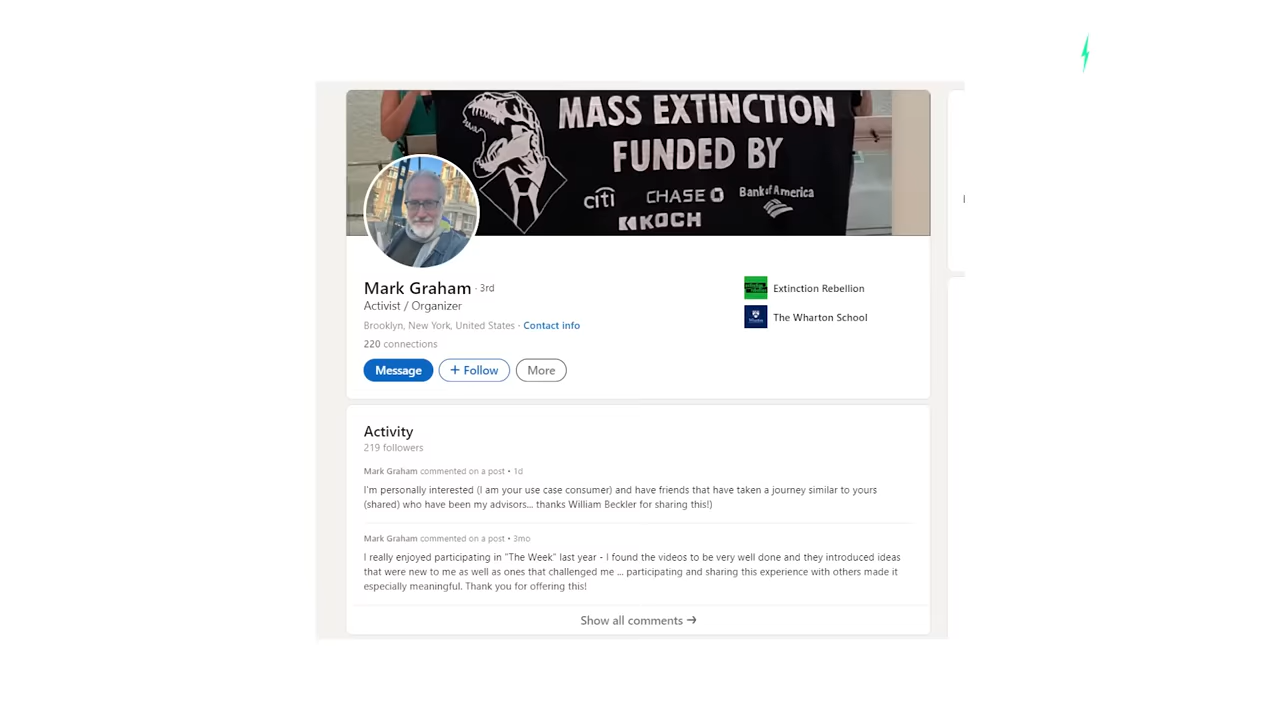 MASS EXTINCTION
FUNDED BY
citi CHASE Bank of America
KOCH
Mark Graham · 3rd
Activist / Organizer
Brooklyn, New York, United States · Contact info
220 connections
Message + Follow More
Extinction Rebellion
The Wharton School
Activity
219 followers
Mark Graham commented on a post • 1d
I'm personally interested (I am your use case consumer) and have friends that have taken a journey similar to yours
(shared) who have been my advisors... thanks William Beckler for sharing this!)
Mark Graham commented on a post • 3mo
I really enjoyed participating in "The Week" last year - I found the videos to be very well done and they introduced ideas
that were new to me as well as ones that challenged me ... participating and sharing this experience with others made it
especially meaningful. Thank you for offering this!
Show all comments →